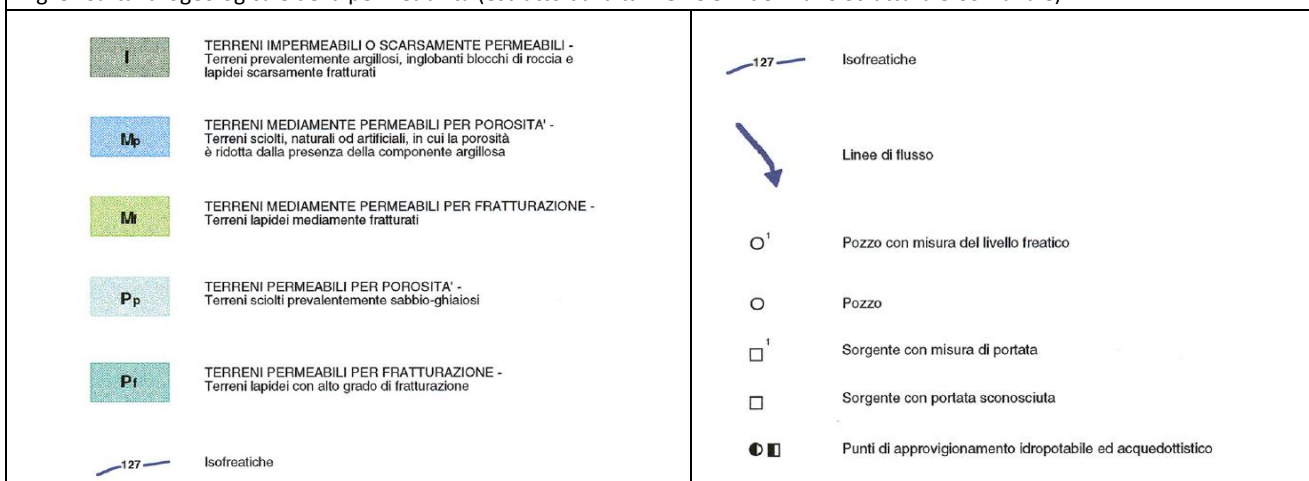 I
TERRENI IMPERMEABILI O SCARSAMENTE PERMEABILI -
Terreni prevalentemente argillosi, inglobanti blocchi di roccia e
lapidei scarsamente fratturati
Mp
TERRENI MEDIAMENTE PERMEABILI PER POROSITA' -
Terreni sciolti, naturali od artificiali, in cui la porosità
è ridotta dalla presenza della componente argillosa
Mf
TERRENI MEDIAMENTE PERMEABILI PER FRATTURAZIONE -
Terreni lapidei mediamente fratturati
Pp
TERRENI PERMEABILI PER POROSITA' -
Terreni sciolti prevalentemente sabbio-ghiaiosi
Pf
TERRENI PERMEABILI PER FRATTURAZIONE -
Terreni lapidei con alto grado di fratturazione
127
Isofreatiche
127
Isofreatiche
Linee di flusso
1
Pozzo con misura del livello freatico
Pozzo
1
Sorgente con misura di portata
Sorgente con portata sconosciuta
Punti di approvigionamento idropotabile ed acquedottistico